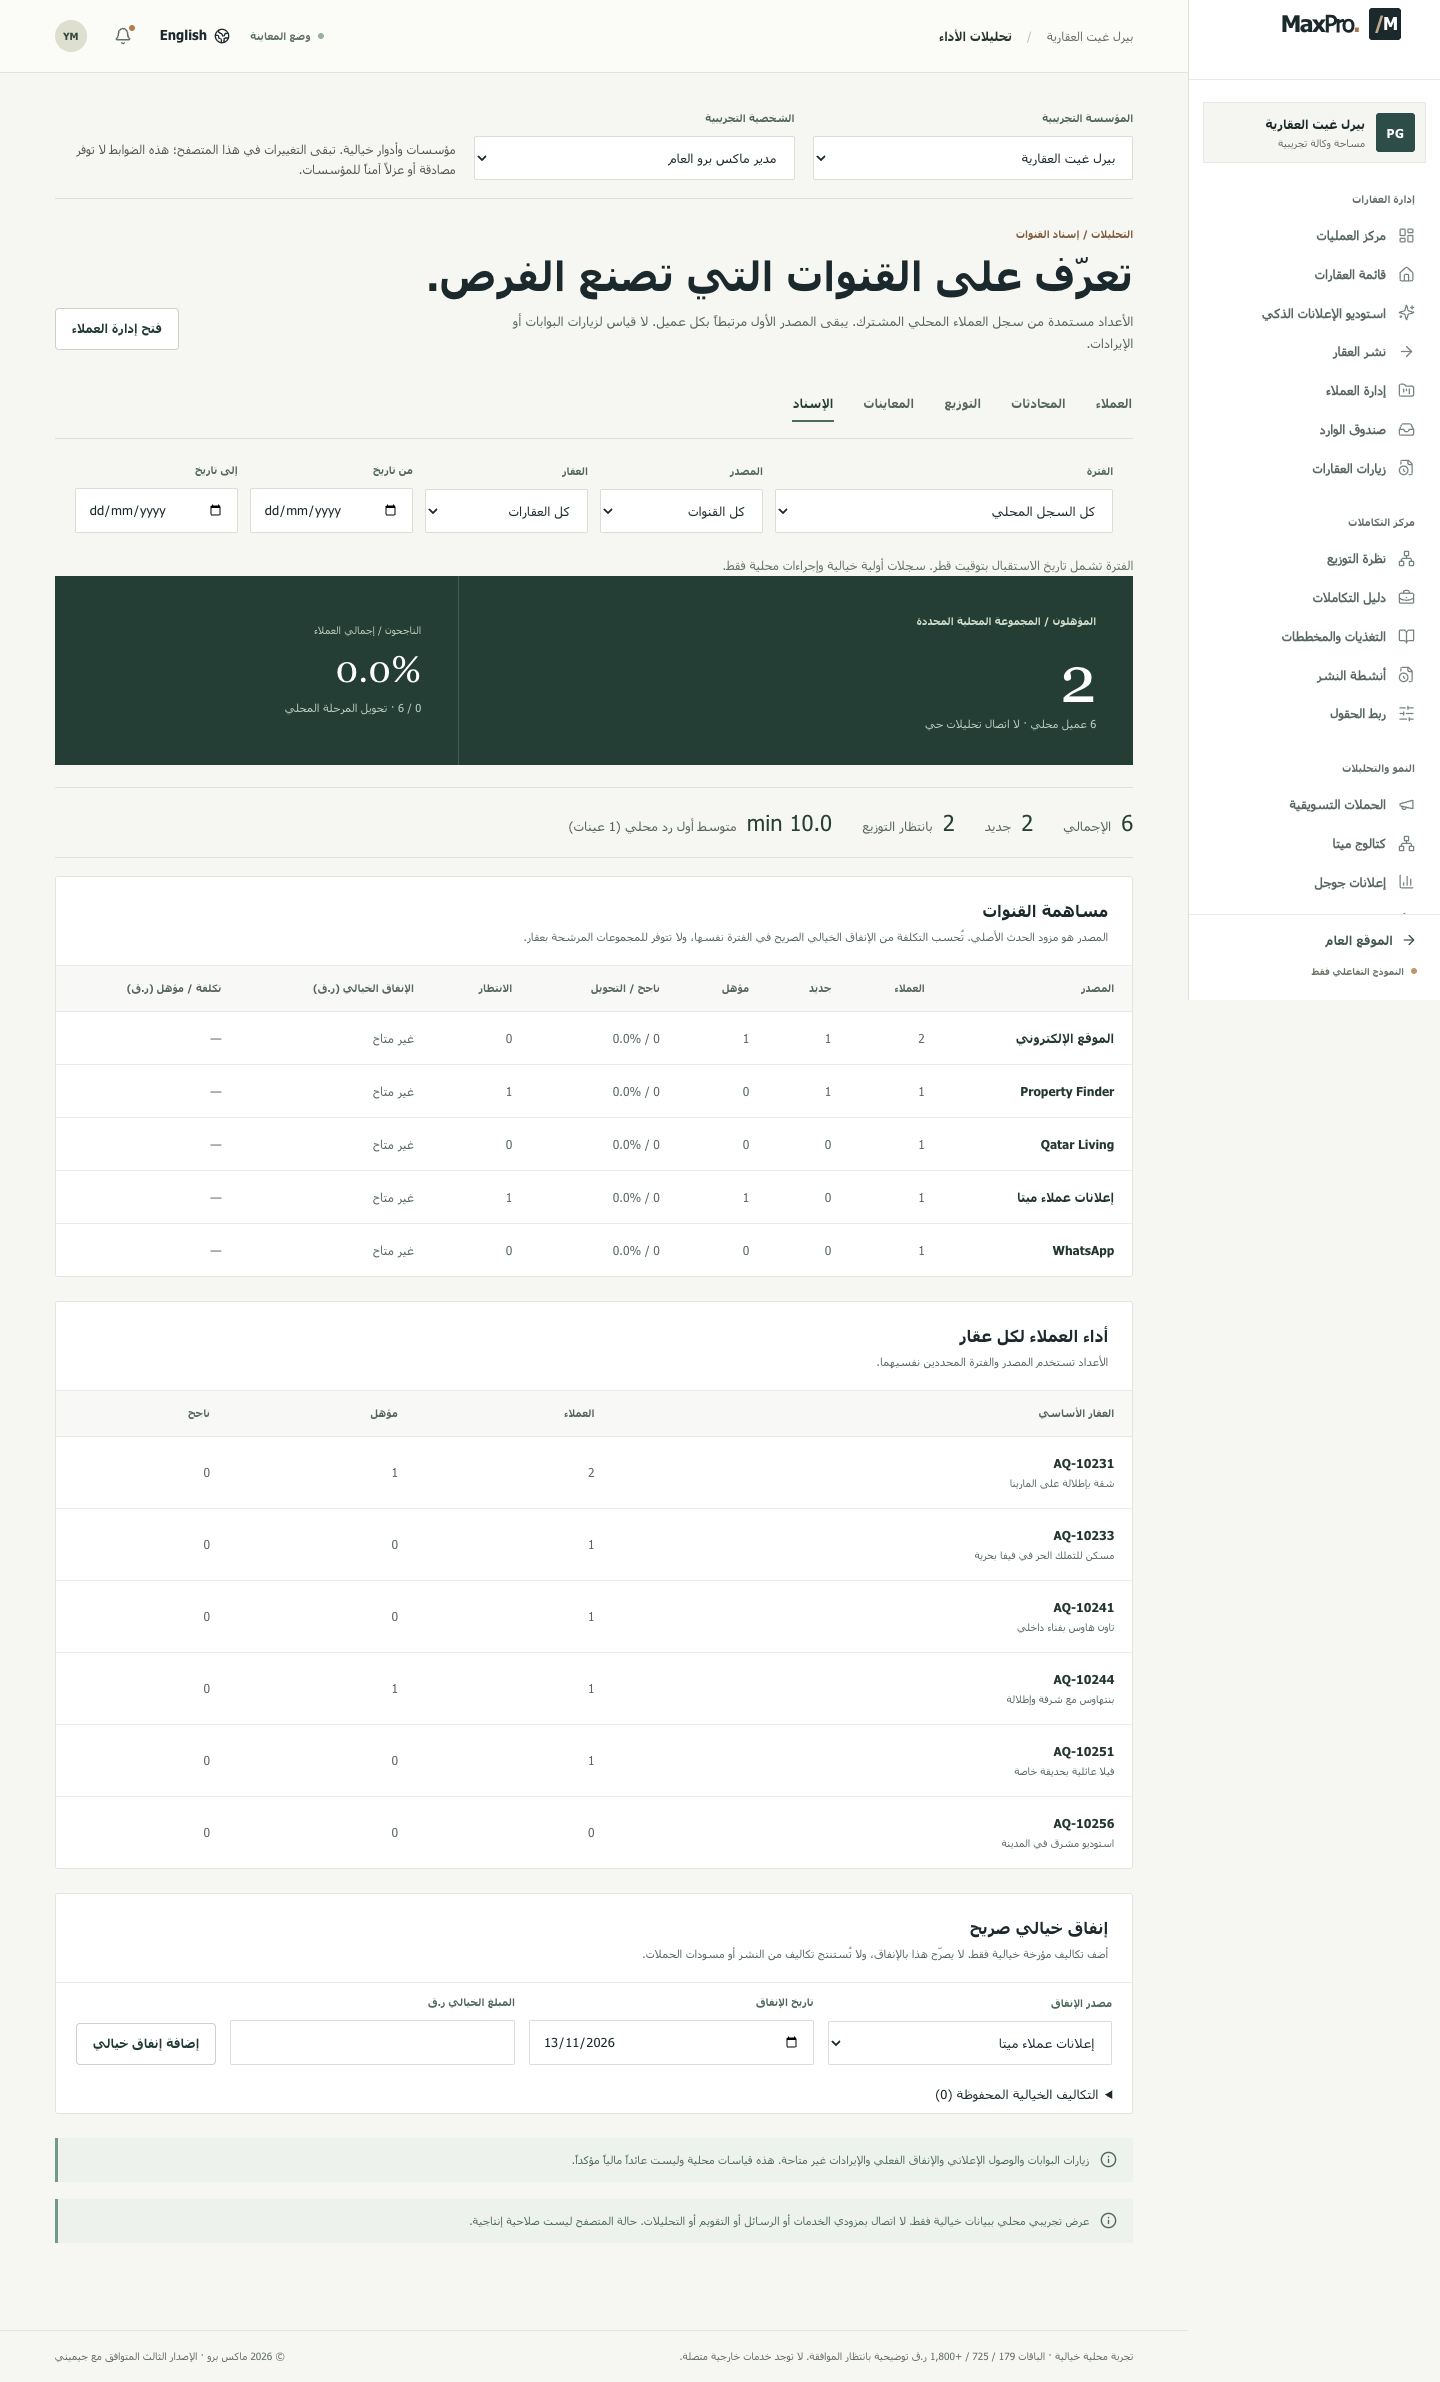 MaxPro.
/M
بيرل غيت العقارية / تحليلات الأداء
وضع المعاينة
English
YM
PG
بيرل غيت العقارية
مساحة وكالة تجريبية
إدارة العقارات
مركز العمليات
قائمة العقارات
استوديو الإعلانات الذكي
نشر العقار
إدارة العملاء
صندوق الوارد
زيارات العقارات
مركز التكاملات
نظرة التوزيع
دليل التكاملات
التغذيات والمخططات
أنشطة النشر
ربط الحقول
النمو والتحليلات
الحملات التسويقية
كتالوج ميتا
إعلانات جوجل
الموقع العام
النموذج التفاعلي فقط
المؤسسة التجريبية
بيرل غيت العقارية
الشخصية التجريبية
مدير ماكس برو العام
مؤسسات وأدوار خيالية. تبقى التغييرات في هذا المتصفح؛ هذه الضوابط لا توفر
مصادقة أو عزلاً آمناً للمؤسسات.
التحليلات / إسناد القنوات
تعرّف على القنوات التي تصنع الفرص.
الأعداد مستمدة من سجل العملاء المحلي المشترك. يبقى المصدر الأول مرتبطاً بكل عميل. لا قياس لزيارات البوابات أو
الإيرادات.
فتح إدارة العملاء
العملاء المحادثات التوزيع المعاينات الإسناد
الفترة المصدر العقار من تاريخ إلى تاريخ
كل السجل المحلي كل القنوات كل العقارات dd/mm/yyyy dd/mm/yyyy
الفترة تشمل تاريخ الاستقبال بتوقيت قطر. سجلات أولية خيالية وإجراءات محلية فقط.
المؤهلون / المجموعة المحلية المحددة
2
6 عميل محلي · لا اتصال تحليلات حي
الناجحون / إجمالي العملاء
0.0%
0 / 6 · تحويل المرحلة المحلي
6 الإجمالي 2 جديد 2 بانتظار التوزيع 10.0 min متوسط أول رد محلي (1 عينات)
مساهمة القنوات
المصدر هو مزود الحدث الأصلي. تُحسب التكلفة من الإنفاق الخيالي الصريح في الفترة نفسها، ولا تتوفر للمجموعات المرشحة بعقار.
المصدر العملاء جديد مؤهل ناجح / التحويل الانتظار الإنفاق الخيالي (ر.ق) تكلفة / مؤهل (ر.ق)
الموقع الإلكتروني 2 1 1 0 / 0.0% 0 غير متاح —
Property Finder 1 1 0 0 / 0.0% 1 غير متاح —
Qatar Living 1 0 0 0 / 0.0% 0 غير متاح —
إعلانات عملاء ميتا 1 0 1 0 / 0.0% 1 غير متاح —
WhatsApp 1 0 0 0 / 0.0% 0 غير متاح —
أداء العملاء لكل عقار
الأعداد تستخدم المصدر والفترة المحددين نفسيهما.
العقار الأساسي العملاء مؤهل ناجح
AQ-10231 2 1 0
شقة بإطلالة على المارينا
AQ-10233 1 0 0
مسكن للتملك الحر في فيفا بحرية
AQ-10241 1 0 0
تاون هاوس بفناء داخلي
AQ-10244 1 1 0
بنتهاوس مع شرفة وإطلالة
AQ-10251 1 0 0
فيلا عائلية بحديقة خاصة
AQ-10256 0 0 0
استوديو مشرق في المدينة
إنفاق خيالي صريح
أضف تكاليف مؤرخة خيالية فقط. لا يصرّح هذا بالإنفاق، ولا تُستنتج تكاليف من النشر أو مسودات الحملات.
مصدر الإنفاق تاريخ الإنفاق المبلغ الخيالي ر.ق
إعلانات عملاء ميتا 13/11/2026 إضافة إنفاق خيالي
التكاليف الخيالية المحفوظة (0)
زيارات البوابات والوصول الإعلاني والإنفاق الفعلي والإيرادات غير متاحة. هذه قياسات محلية وليست عائداً مالياً مؤكداً.
عرض تجريبي محلي ببيانات خيالية فقط. لا اتصال بمزودي الخدمات أو الرسائل أو التقويم أو التحليلات. حالة المتصفح ليست صلاحية إنتاجية.
تجربة محلية خيالية · الباقات 179 / 725 / +1,800 ر.ق توضيحية بانتظار الموافقة. لا توجد خدمات خارجية متصلة.
© 2026 ماكس برو · الإصدار الثالث المتوافق مع جيميني